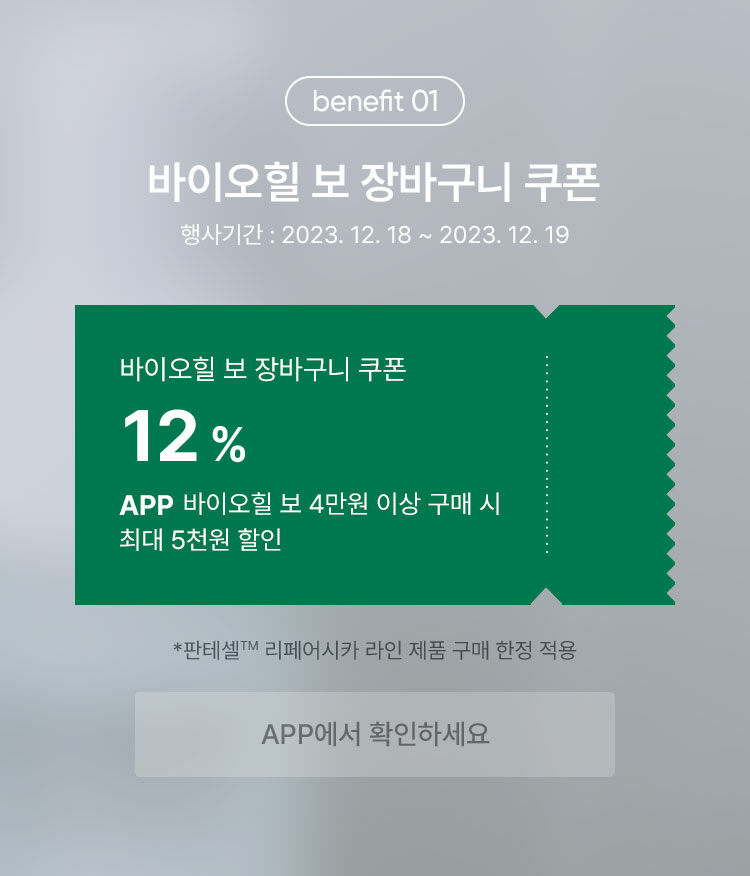 benefit 01
바이오힐 보 장바구니 쿠폰
행사기간 : 2023. 12. 18 ~ 2023. 12. 19
바이오힐 보 장바구니 쿠폰
12 %
APP 바이오힐 보 4만원 이상 구매 시
최대 5천원 할인
*판테셀™ 리페어시카 라인 제품 구매 한정 적용
APP에서 확인하세요